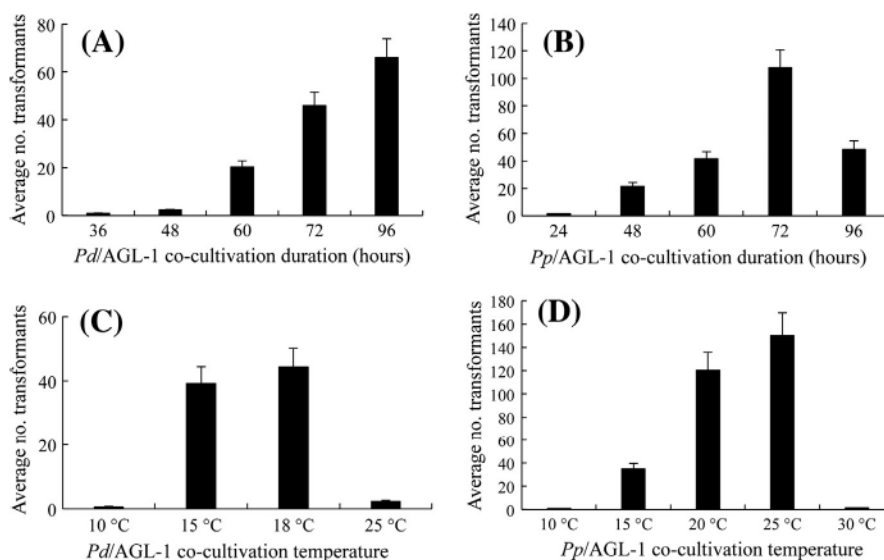 (A)
Average no. transformants
80
60
40
20
0
36 48 60 72 96
Pd/AGL-1 co-cultivation duration (hours)
(B)
Average no. transformants
140
120
100
80
60
40
20
0
24 48 60 72 96
Pp/AGL-1 co-cultivation duration (hours)
(C)
Average no. transformants
60
40
20
0
10 °C 15 °C 18 °C 25 °C
Pd/AGL-1 co-cultivation temperature
(D)
Average no. transformants
180
160
140
120
100
80
60
40
20
0
10 °C 15 °C 20 °C 25 °C 30 °C
Pp/AGL-1 co-cultivation temperature